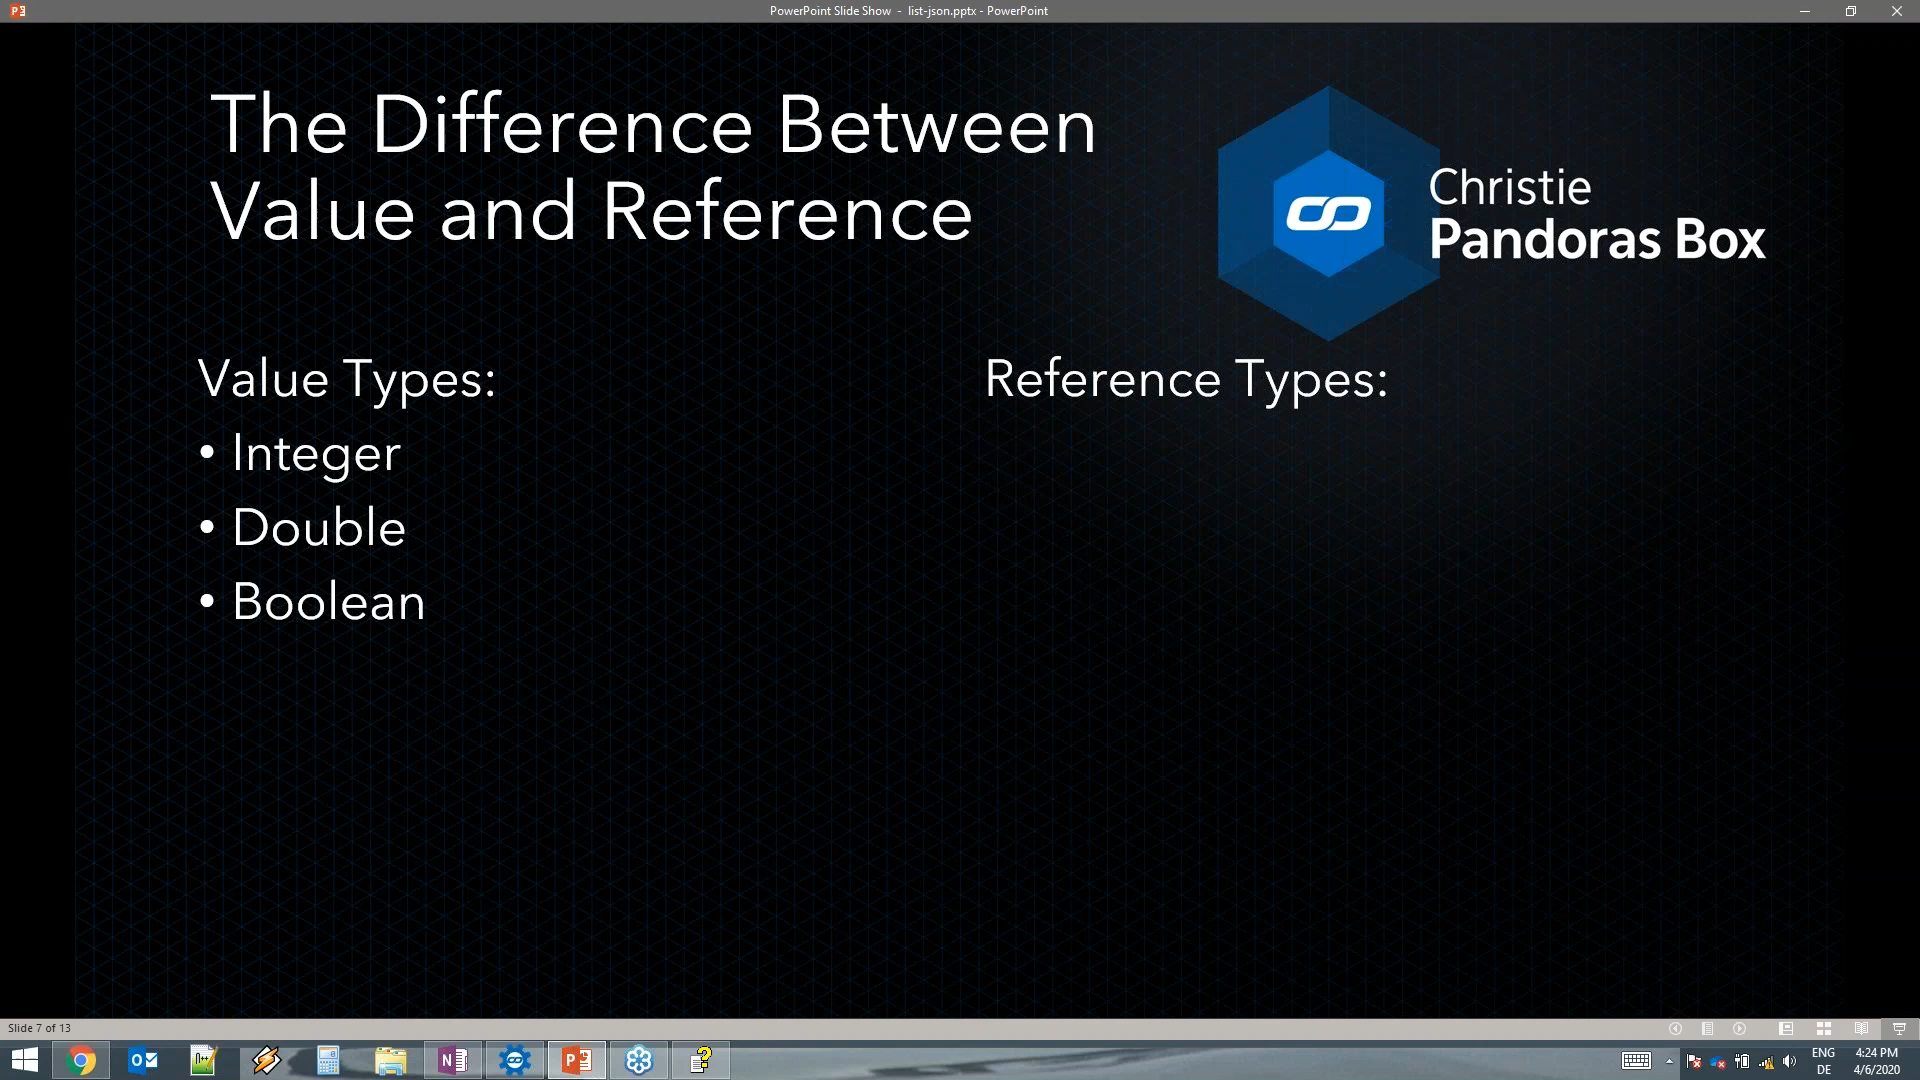 PowerPoint Slide Show - list-json.pptx - PowerPoint
The Difference Between
Value and Reference
Christie
Pandoras Box
Value Types:
• Integer
• Double
• Boolean
Reference Types:
Slide 7 of 13
ENG
DE
4:24 PM
4/6/2020